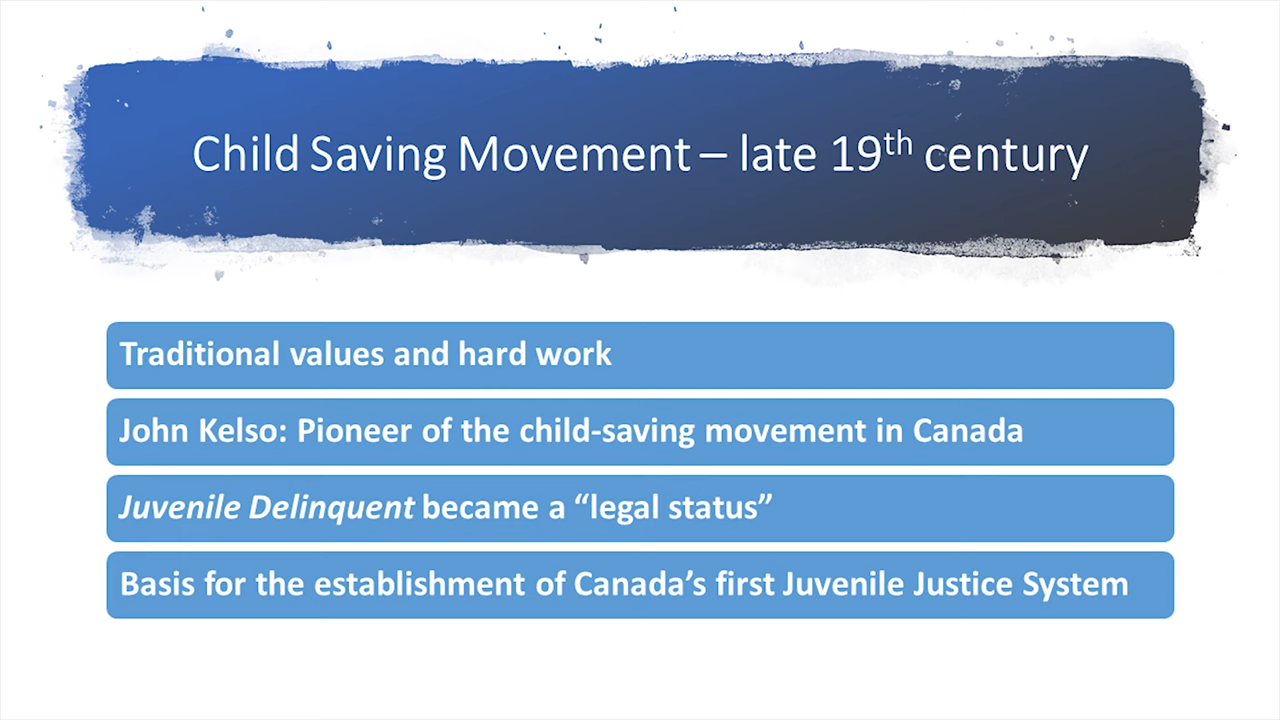 Child Saving Movement – late 19th century
Traditional values and hard work
John Kelso: Pioneer of the child-saving movement in Canada
Juvenile Delinquent became a “legal status”
Basis for the establishment of Canada’s first Juvenile Justice System